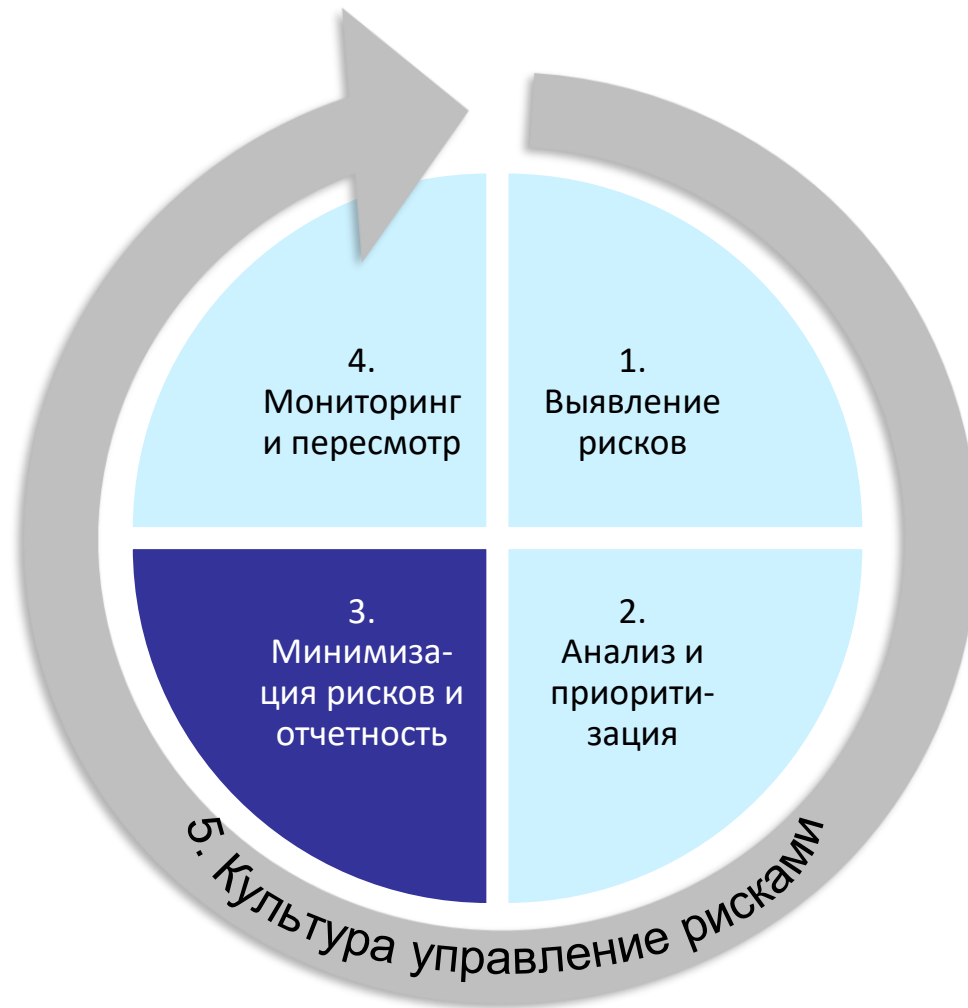 1.
Выявление
рисков
2.
Анализ и
приорити-
зация
3.
Минимиза-
ция рисков и
отчетность
4.
Мониторинг
и пересмотр
5. Культура управление рисками